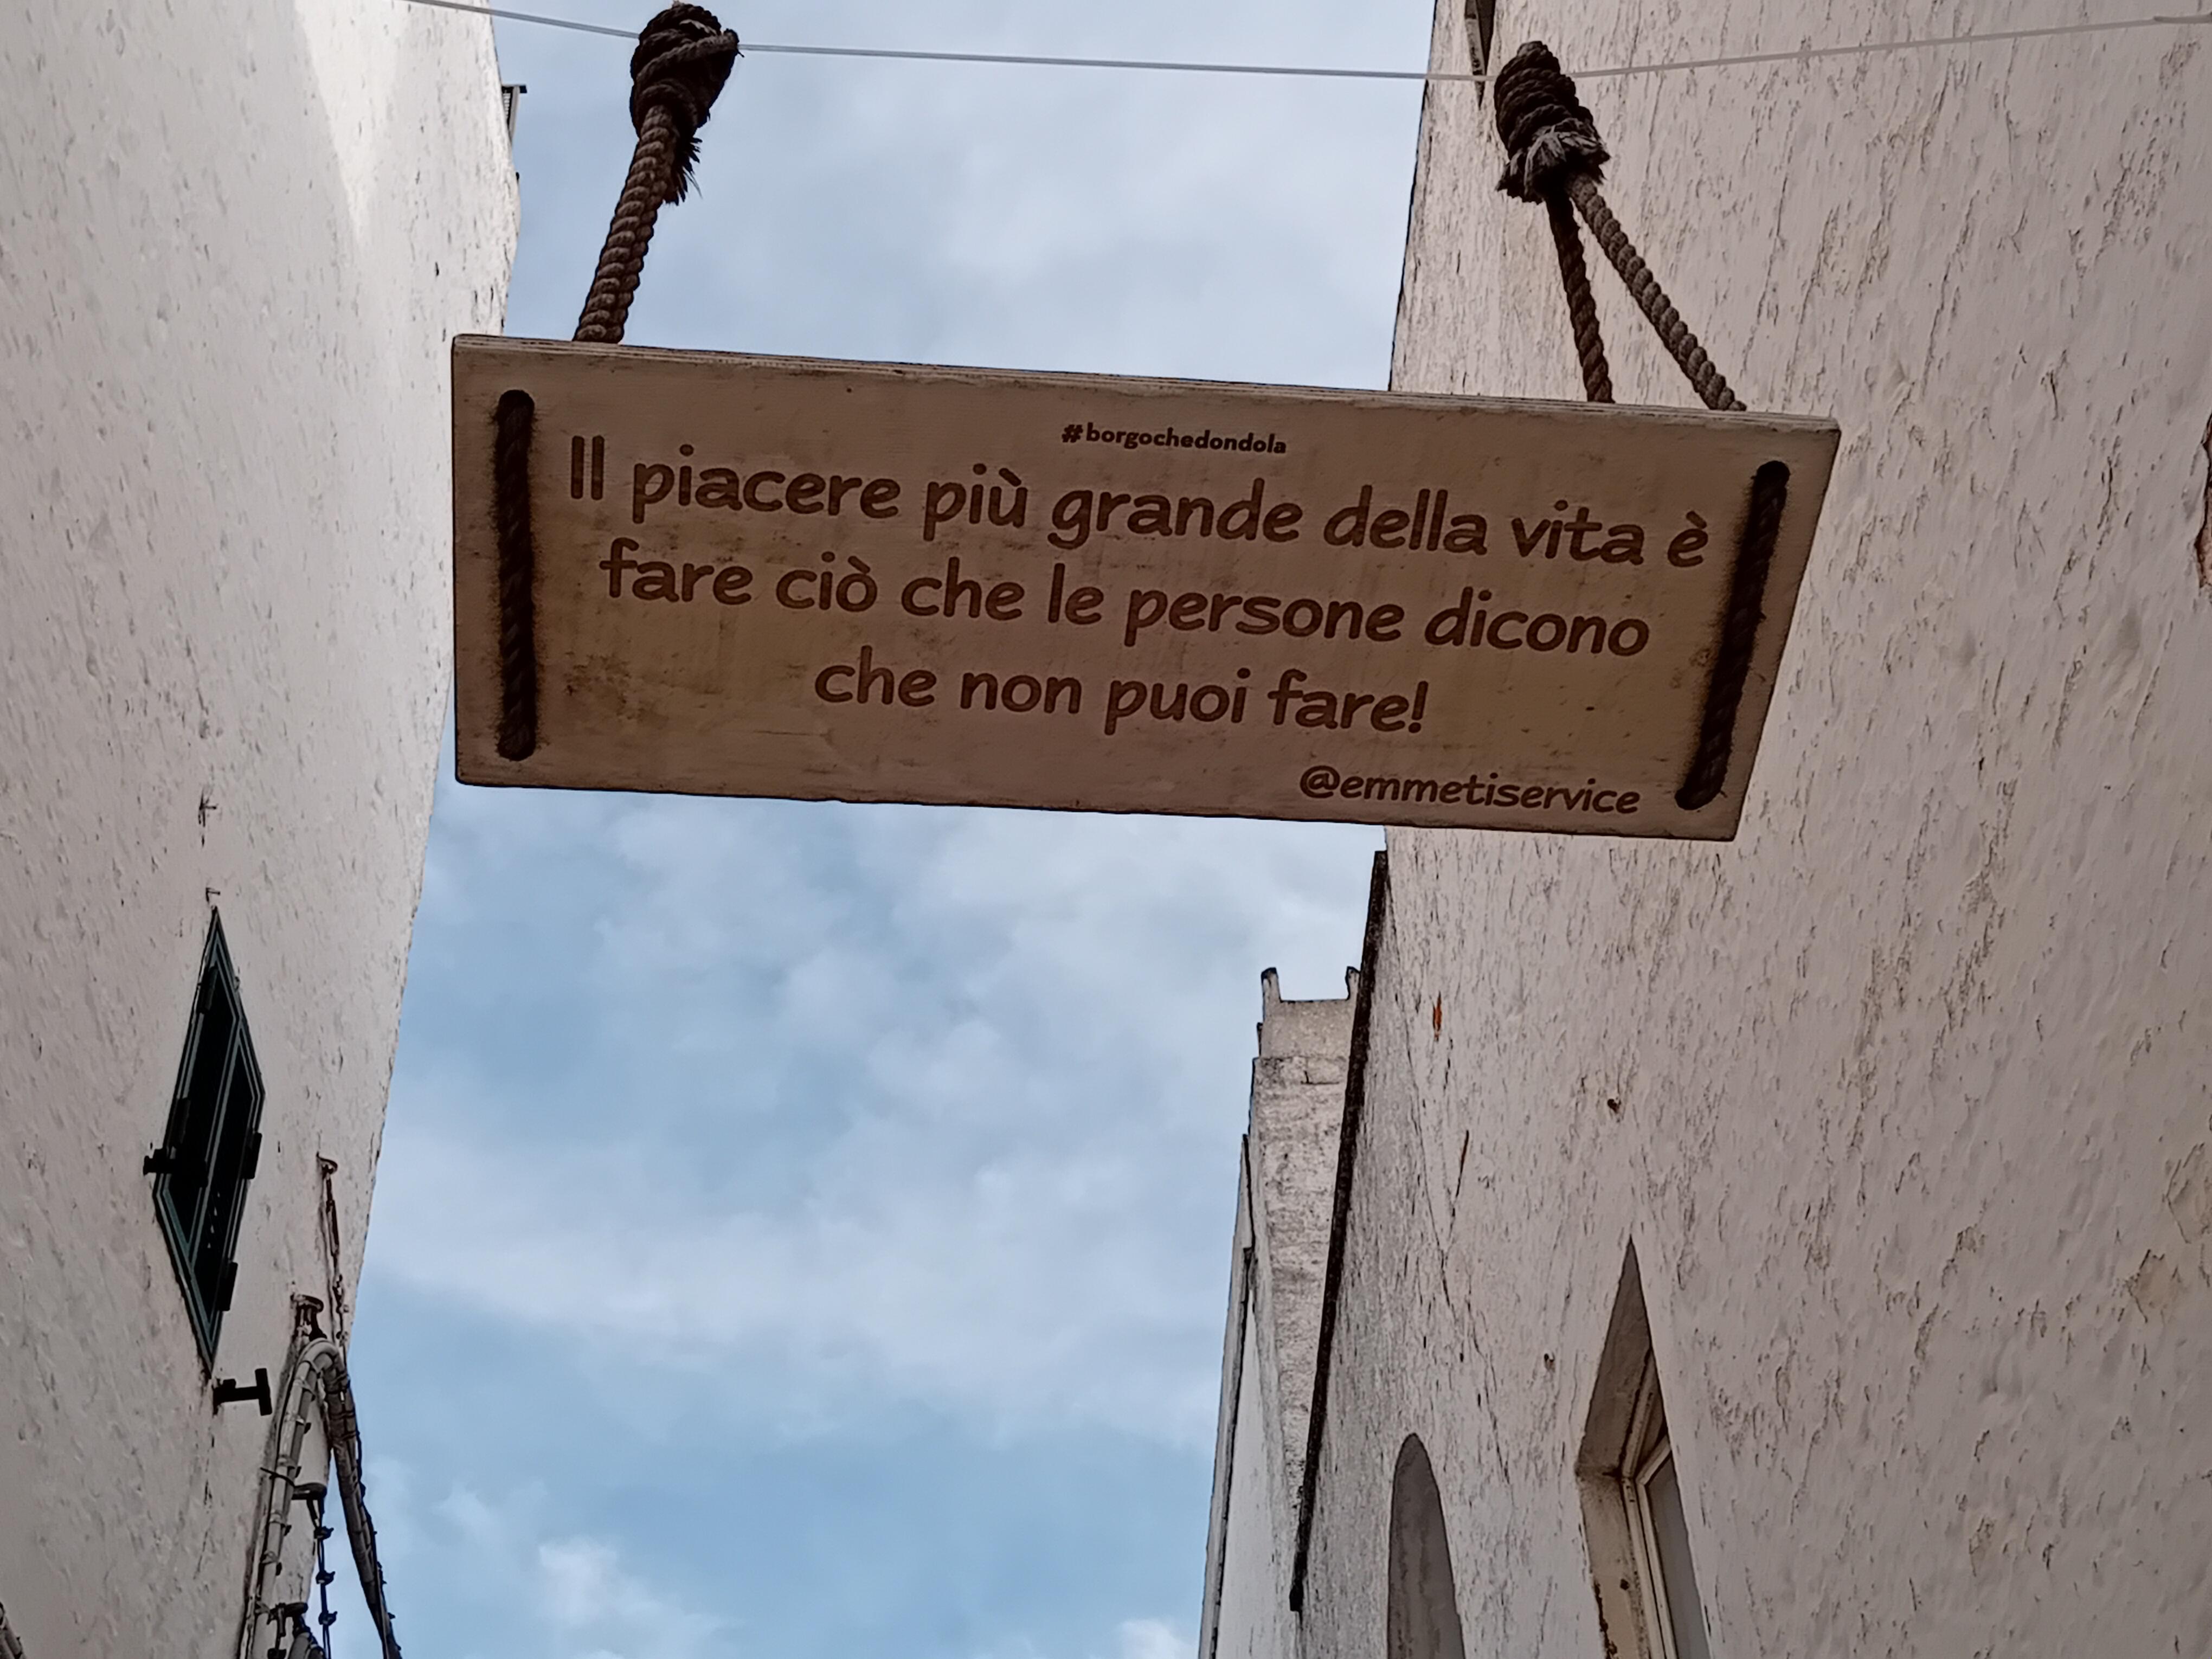 #borgochedondola
Il piacere più grande della vita è
fare ciò che le persone dicono
che non puoi fare!
@emmetiservice